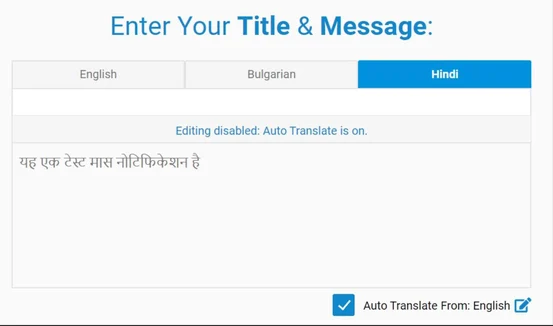 Enter Your Title & Message:
English
Bulgarian
Hindi
Editing disabled: Auto Translate is on.
यह एक टेस्ट मास नोटिफिकेशन है
Auto Translate From: English